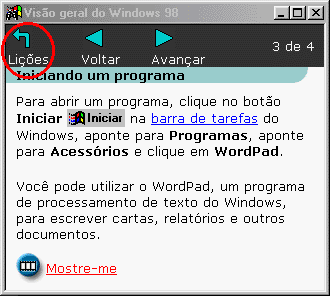 Visão geral do Windows 98
Lições Voltar Avançar 3 de 4
Iniciando um programa
Para abrir um programa, clique no botão
Iniciar Iniciar na barra de tarefas do
Windows, aponte para Programas, aponte
para Acessórios e clique em WordPad.
Você pode utilizar o WordPad, um programa
de processamento de texto do Windows,
para escrever cartas, relatórios e outros
documentos.
Mostre-me